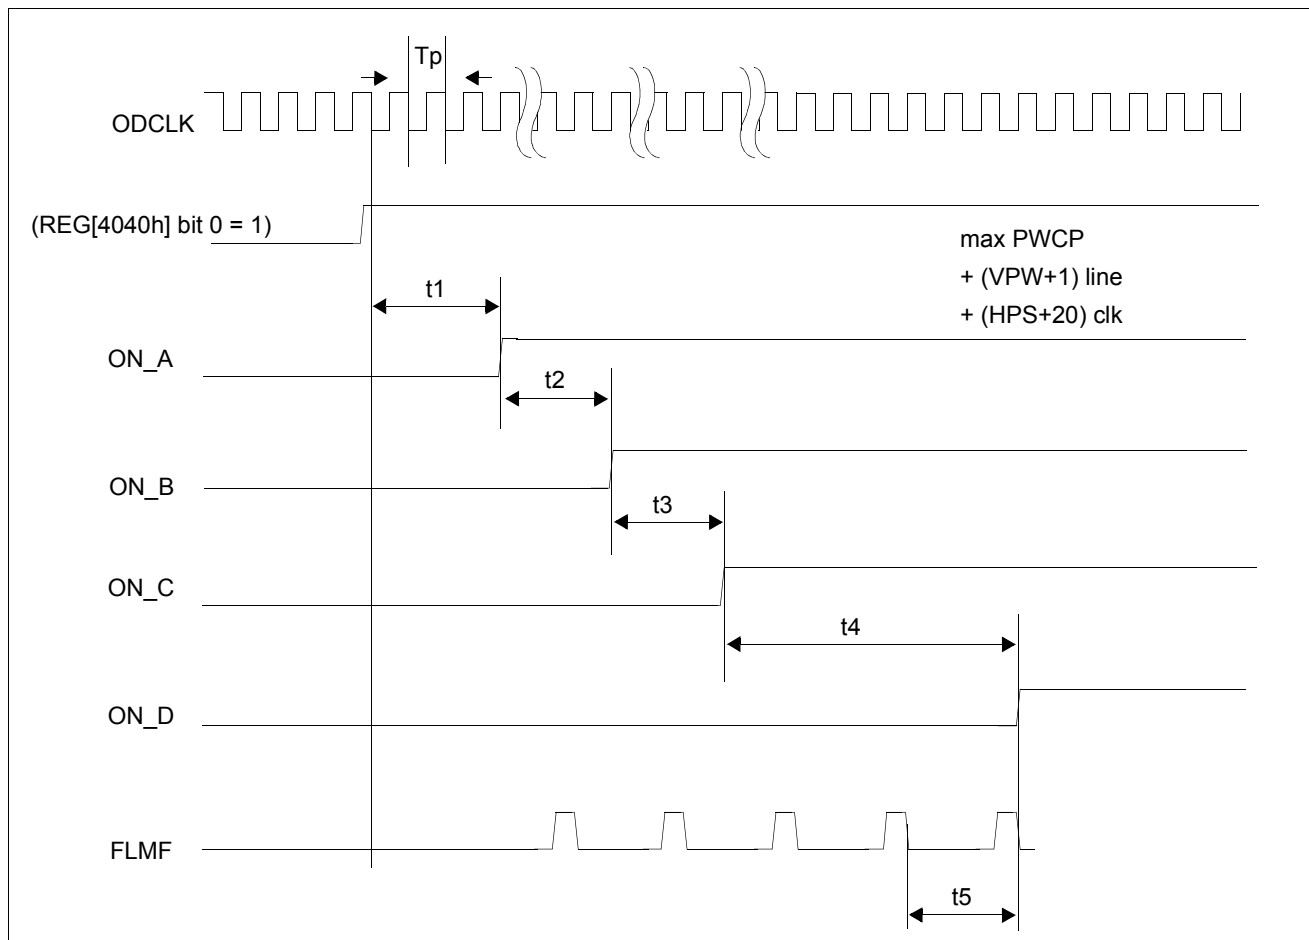 Tp
ODCLK
(REG[4040h] bit 0 = 1)
max PWCP
+ (VPW+1) line
+ (HPS+20) clk
t1
ON_A
t2
ON_B
t3
ON_C
t4
ON_D
FLMF
t5